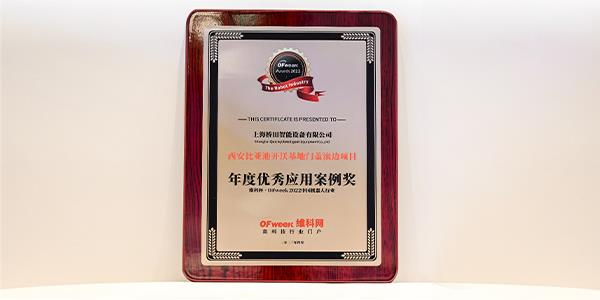 OFweek
Awards 2022
The Robot Industry
THIS CERTIFICATE IS PRESENTED TO
上海桥田智能设备有限公司
Shanghai
西安比亚迪开沃基地门盖滚边项目
年度优秀应用案例奖
维科杯·OFweek 2022中国机器人行业
OFweek 维科网
高科技行业门户